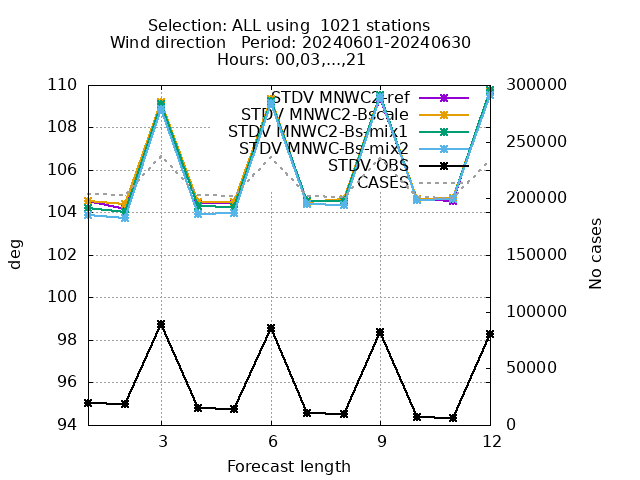 Selection: ALL using  1021 stations
Wind direction   Period: 20240601-20240630
Hours: 00,03,...,21
STDV MNWC2-ref
STDV MNWC2-Bscale
STDV MNWC2-Bs-mix1
STDV MNWC-Bs-mix2
STDV OBS
CASES
110
108
106
104
102
100
98
96
94
deg
300000
250000
200000
150000
100000
50000
0
No cases
3
6
9
12
Forecast length